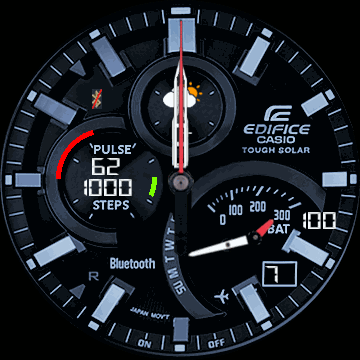 EDIFICE
CASIO
TOUGH SOLAR
'PULSE'
62
1000
STEPS
0 100 200 300
100
BAT
Bluetooth
SU M T W T
7
R
JAPAN MOV'T
ON OFF